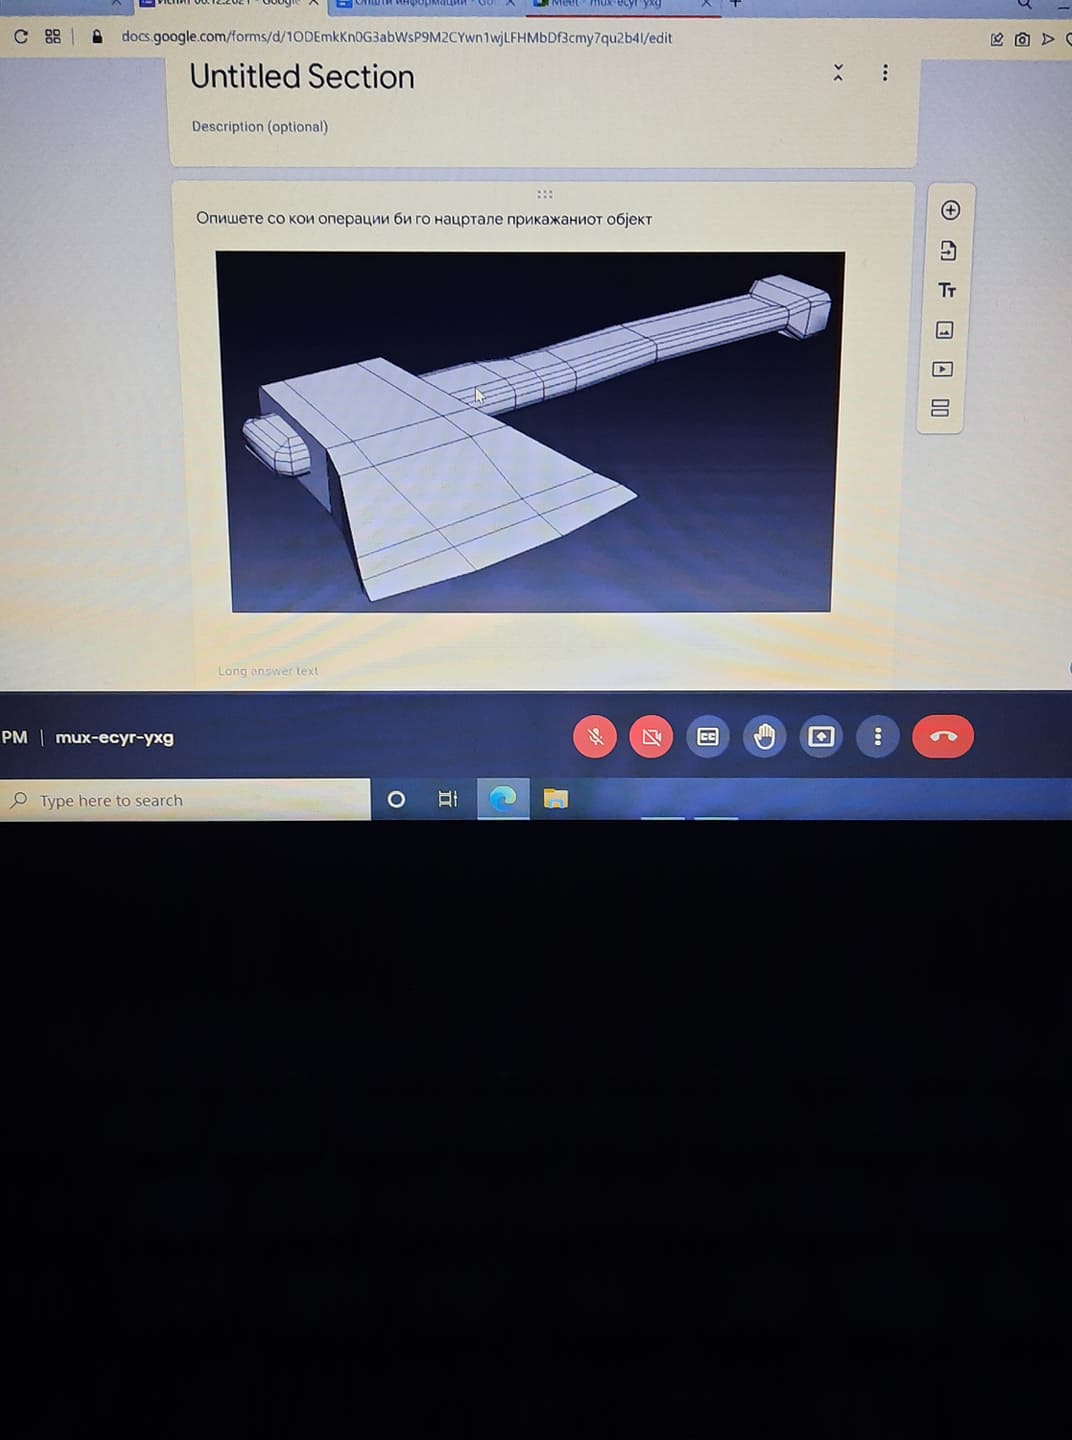 docs.google.com/forms/d/1ODEmkKn0G3abWsP9M2CYwn1wjLFHMbDf3cmy7qu2b4I/edit
Untitled Section
Description (optional)
Опишете со кои операции би го нацртале прикажаниот објект
Long answer text
PM | mux-ecyr-yxg
Type here to search